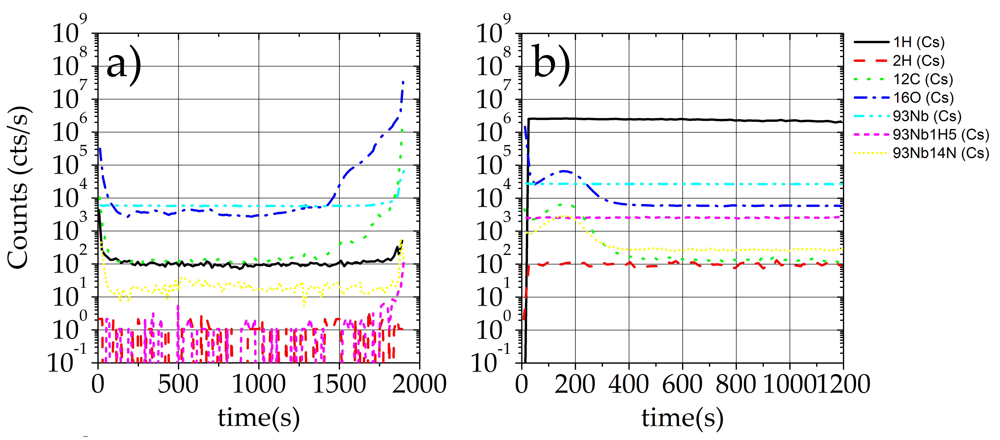 a)
Counts (cts/s)
10^9
10^8
10^7
10^6
10^5
10^4
10^3
10^2
10^1
10^0
10^-1
0 500 1000 1500 2000
time(s)
b)
10^9
10^8
10^7
10^6
10^5
10^4
10^3
10^2
10^1
10^0
10^-1
0 200 400 600 800 1000 1200
time(s)
1H (Cs)
2H (Cs)
12C (Cs)
16O (Cs)
93Nb (Cs)
93Nb1H5 (Cs)
93Nb14N (Cs)